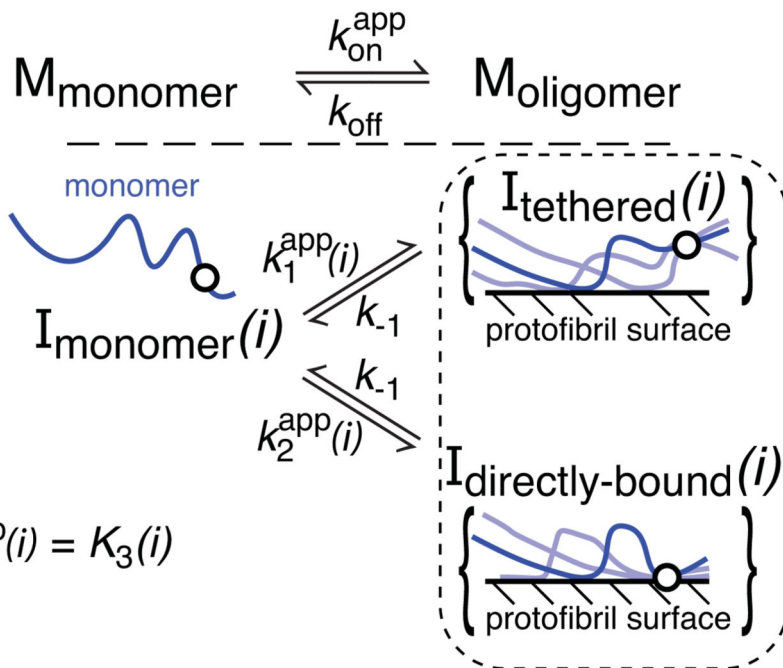 k_on^app
M_monomer M_oligomer
k_off
monomer
I_tethered(i)
k_1^app(i)
protofibril surface
I_monomer(i)
k_-1
k_-1
k_2^app(i)
I_directly-bound(i)
(i) = K_3(i)
protofibril surface